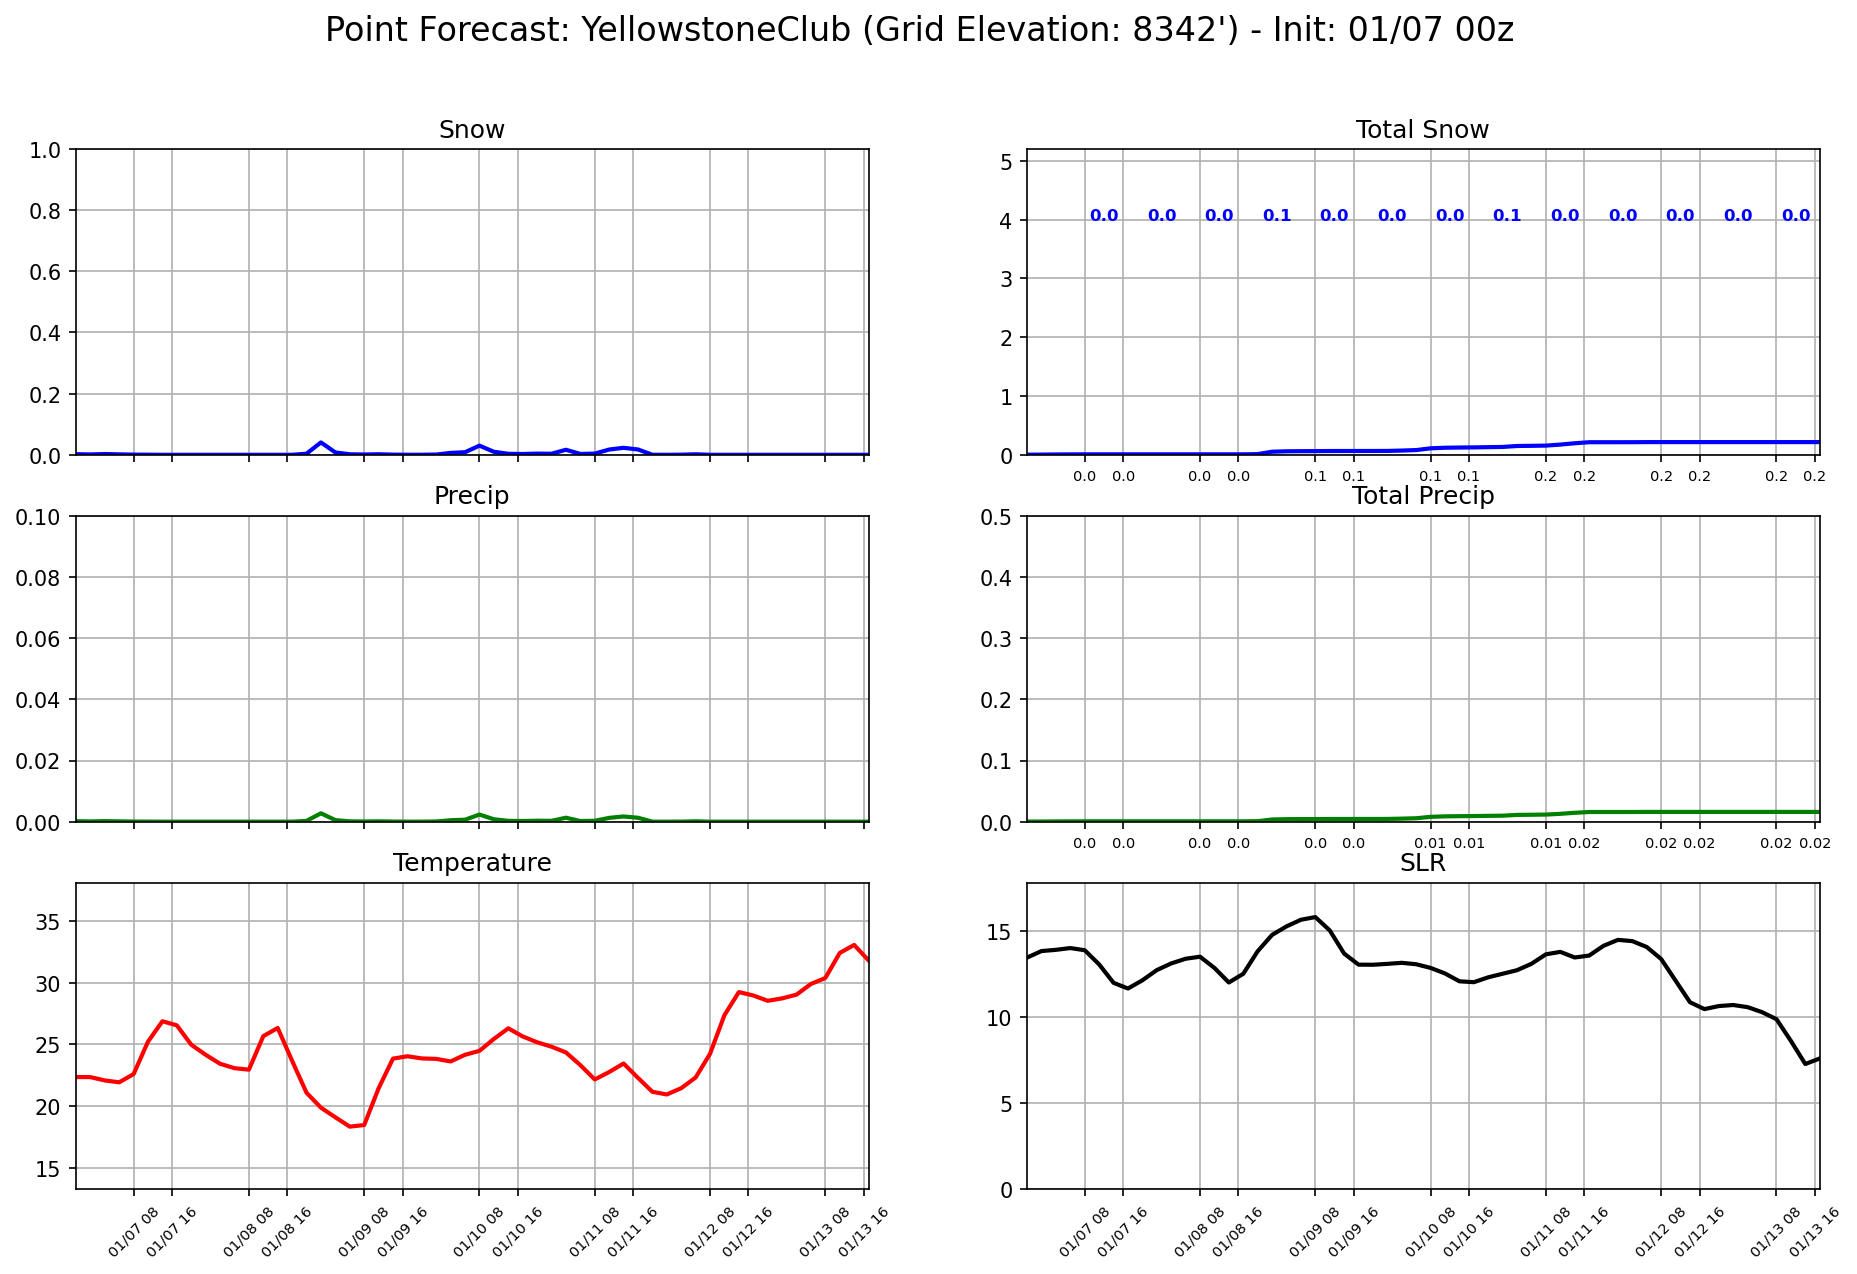 Point Forecast: YellowstoneClub (Grid Elevation: 8342') - Init: 01/07 00z
Snow
1.0
0.8
0.6
0.4
0.2
0.0
Total Snow
5
4
3
2
1
0
0.0 0.0 0.0 0.1 0.0 0.0 0.0 0.1 0.0 0.0 0.0 0.0 0.0
0.0 0.0 0.0 0.0 0.1 0.1 0.1 0.1 0.2 0.2 0.2 0.2 0.2 0.2
Precip
0.10
0.08
0.06
0.04
0.02
0.00
Total Precip
0.5
0.4
0.3
0.2
0.1
0.0
0.0 0.0 0.0 0.0 0.0 0.0 0.01 0.01 0.01 0.02 0.02 0.02 0.02 0.02
Temperature
35
30
25
20
15
01/07 08 01/07 16 01/08 08 01/08 16 01/09 08 01/09 16 01/10 08 01/10 16 01/11 08 01/11 16 01/12 08 01/12 16 01/13 08 01/13 16
SLR
15
10
5
0
01/07 08 01/07 16 01/08 08 01/08 16 01/09 08 01/09 16 01/10 08 01/10 16 01/11 08 01/11 16 01/12 08 01/12 16 01/13 08 01/13 16